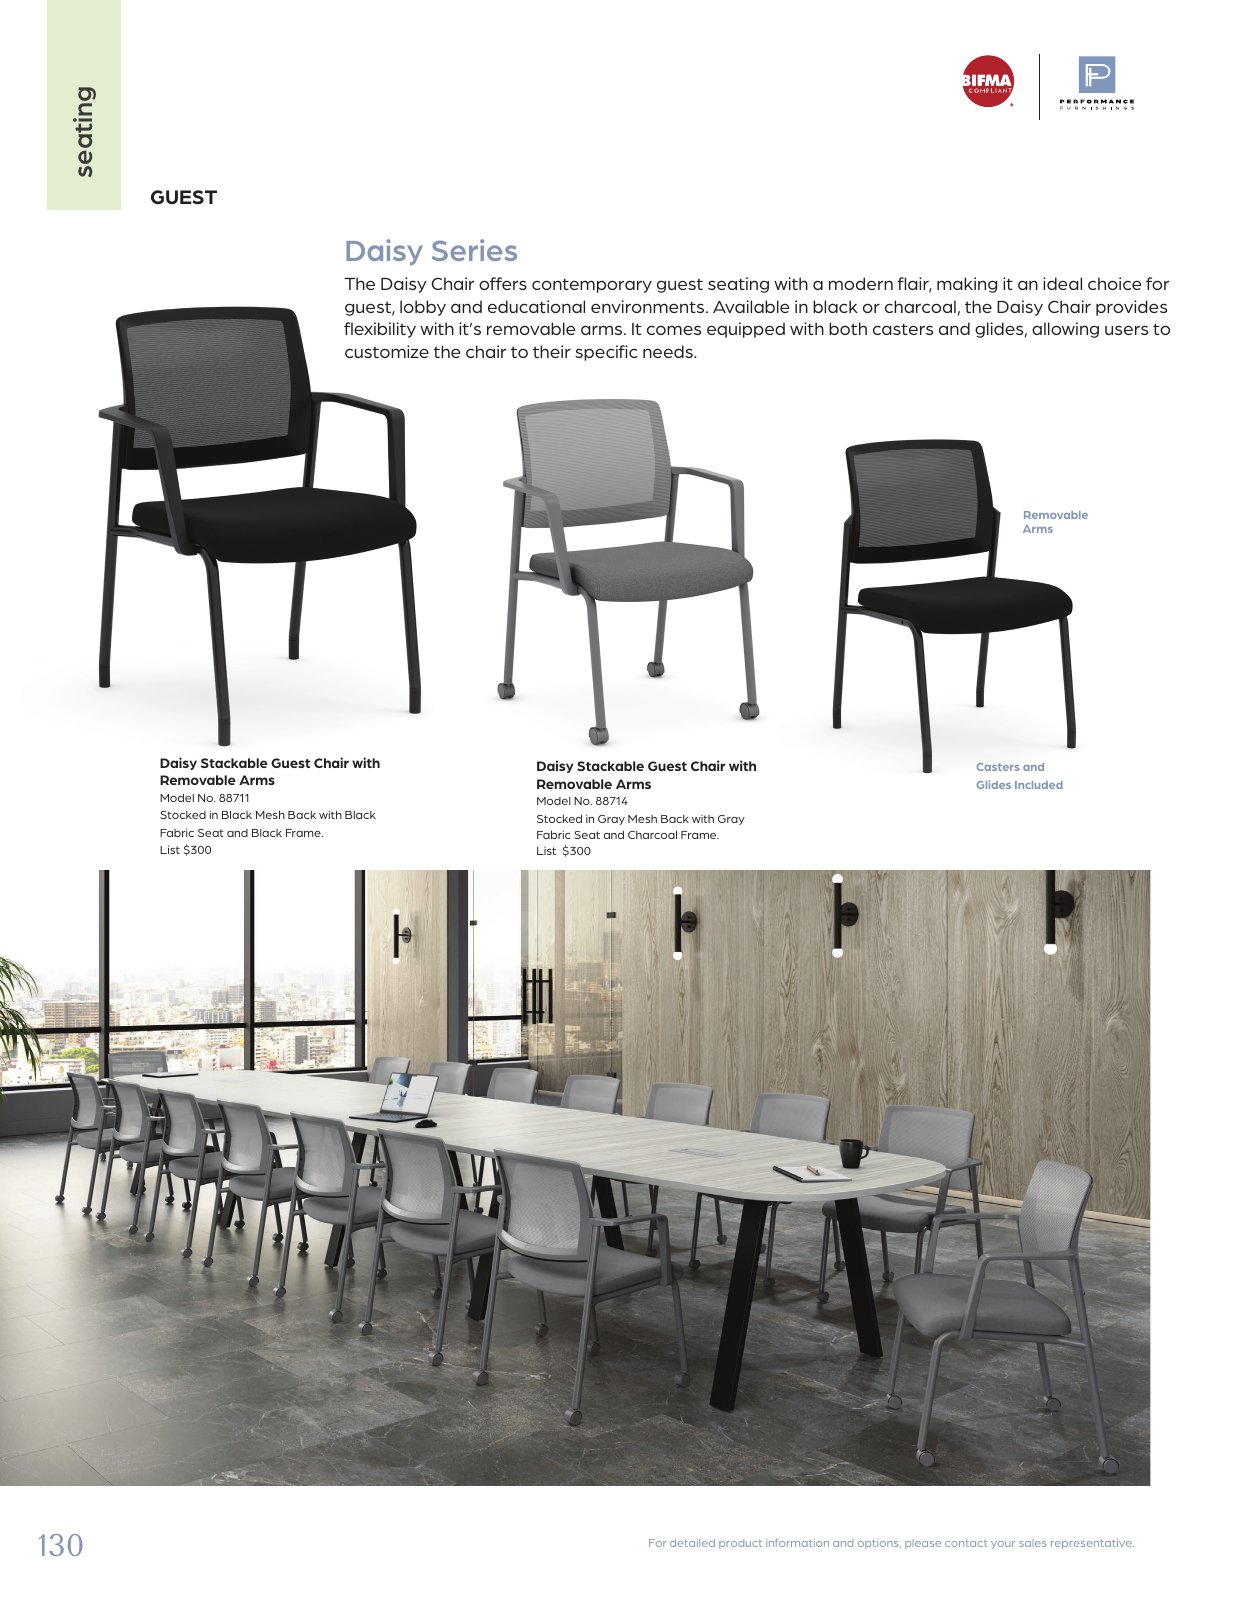 seating
BIFMA
COMPLIANT
PERFORMANCE
FURNISHINGS
GUEST
Daisy Series
The Daisy Chair offers contemporary guest seating with a modern flair, making it an ideal choice for
guest, lobby and educational environments. Available in black or charcoal, the Daisy Chair provides
flexibility with it’s removable arms. It comes equipped with both casters and glides, allowing users to
customize the chair to their specific needs.
Removable
Arms
Casters and
Glides Included
Daisy Stackable Guest Chair with
Removable Arms
Model No. 88711
Stocked in Black Mesh Back with Black
Fabric Seat and Black Frame.
List $300
Daisy Stackable Guest Chair with
Removable Arms
Model No. 88714
Stocked in Gray Mesh Back with Gray
Fabric Seat and Charcoal Frame.
List  $300
130
For detailed product information and options, please contact your sales representative.